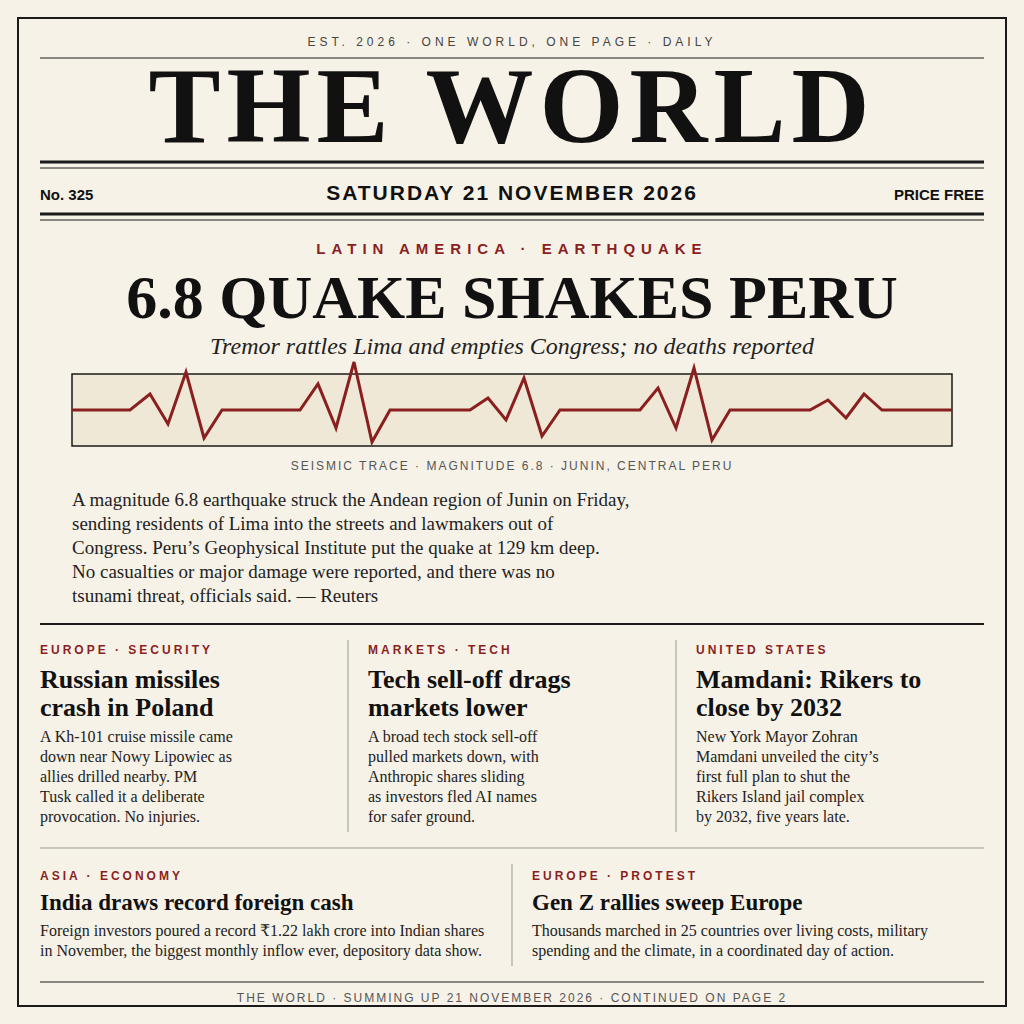 EST. 2026 · ONE WORLD, ONE PAGE · DAILY
THE WORLD
No. 325
SATURDAY 21 NOVEMBER 2026
PRICE FREE
LATIN AMERICA · EARTHQUAKE
6.8 QUAKE SHAKES PERU
Tremor rattles Lima and empties Congress; no deaths reported
SEISMIC TRACE · MAGNITUDE 6.8 · JUNIN, CENTRAL PERU
A magnitude 6.8 earthquake struck the Andean region of Junin on Friday,
sending residents of Lima into the streets and lawmakers out of
Congress. Peru’s Geophysical Institute put the quake at 129 km deep.
No casualties or major damage were reported, and there was no
tsunami threat, officials said. — Reuters
EUROPE · SECURITY
Russian missiles
crash in Poland
A Kh-101 cruise missile came
down near Nowy Lipowiec as
allies drilled nearby. PM
Tusk called it a deliberate
provocation. No injuries.
MARKETS · TECH
Tech sell-off drags
markets lower
A broad tech stock sell-off
pulled markets down, with
Anthropic shares sliding
as investors fled AI names
for safer ground.
UNITED STATES
Mamdani: Rikers to
close by 2032
New York Mayor Zohran
Mamdani unveiled the city’s
first full plan to shut the
Rikers Island jail complex
by 2032, five years late.
ASIA · ECONOMY
India draws record foreign cash
Foreign investors poured a record ₹1.22 lakh crore into Indian shares
in November, the biggest monthly inflow ever, depository data show.
EUROPE · PROTEST
Gen Z rallies sweep Europe
Thousands marched in 25 countries over living costs, military
spending and the climate, in a coordinated day of action.
THE WORLD · SUMMING UP 21 NOVEMBER 2026 · CONTINUED ON PAGE 2